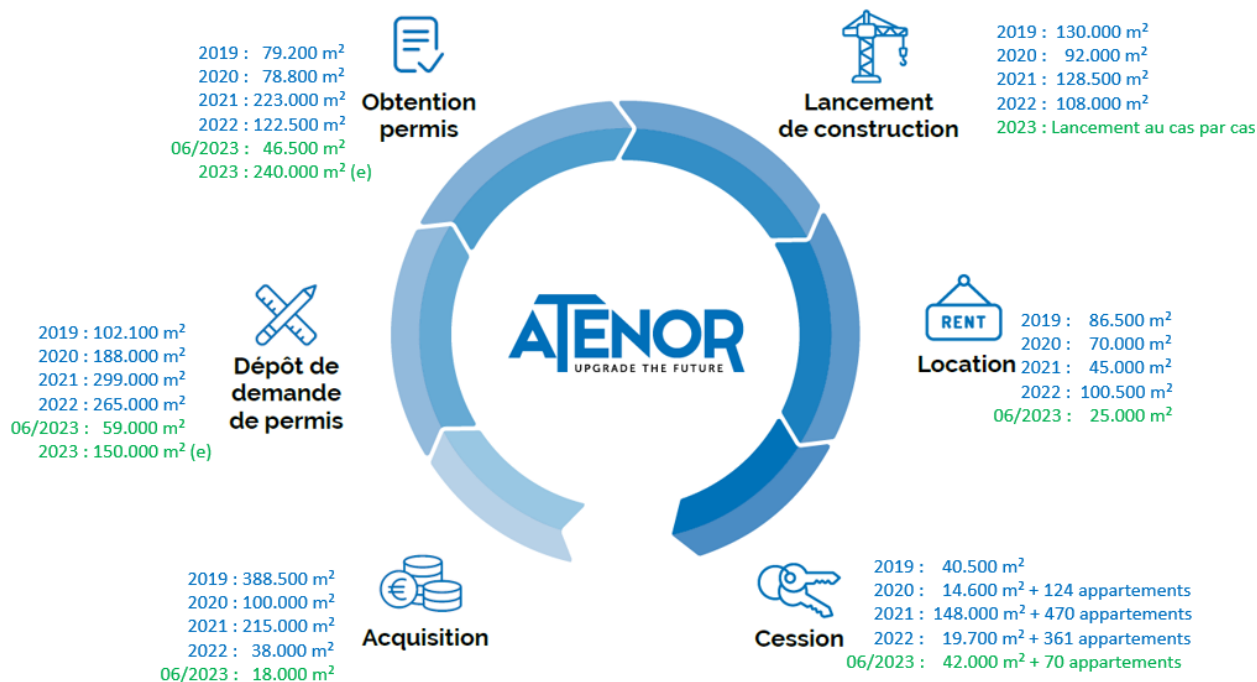 2019 : 79.200 m²
2020 : 78.800 m²
2021 : 223.000 m²
2022 : 122.500 m²
06/2023 : 46.500 m²
2023 : 240.000 m² (e)
Obtention
permis
Lancement
de construction
2019 : 130.000 m²
2020 : 92.000 m²
2021 : 128.500 m²
2022 : 108.000 m²
2023 : Lancement au cas par cas
2019 : 102.100 m²
2020 : 188.000 m²
2021 : 299.000 m²
2022 : 265.000 m²
06/2023 : 59.000 m²
2023 : 150.000 m² (e)
Dépôt de
demande
de permis
ATENOR
UPGRADE THE FUTURE
RENT
Location
2019 : 86.500 m²
2020 : 70.000 m²
2021 : 45.000 m²
2022 : 100.500 m²
06/2023 : 25.000 m²
2019 : 388.500 m²
2020 : 100.000 m²
2021 : 215.000 m²
2022 : 38.000 m²
06/2023 : 18.000 m²
€
Acquisition
Cession
2019 : 40.500 m²
2020 : 14.600 m² + 124 appartements
2021 : 148.000 m² + 470 appartements
2022 : 19.700 m² + 361 appartements
06/2023 : 42.000 m² + 70 appartements